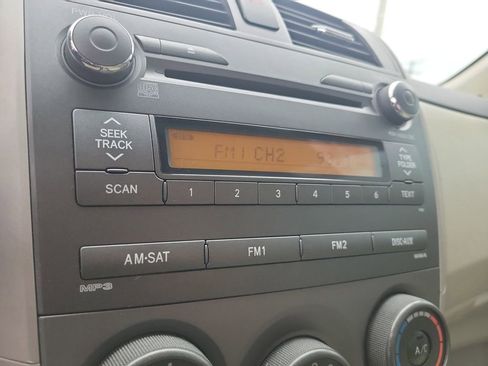 SEEK
TRACK
FM1 CH2
TYPE
FOLDER
SCAN
1 2 3 4 5 6
TEXT
AM•SAT
FM1
FM2
DISC•AUX
MP3
A/C